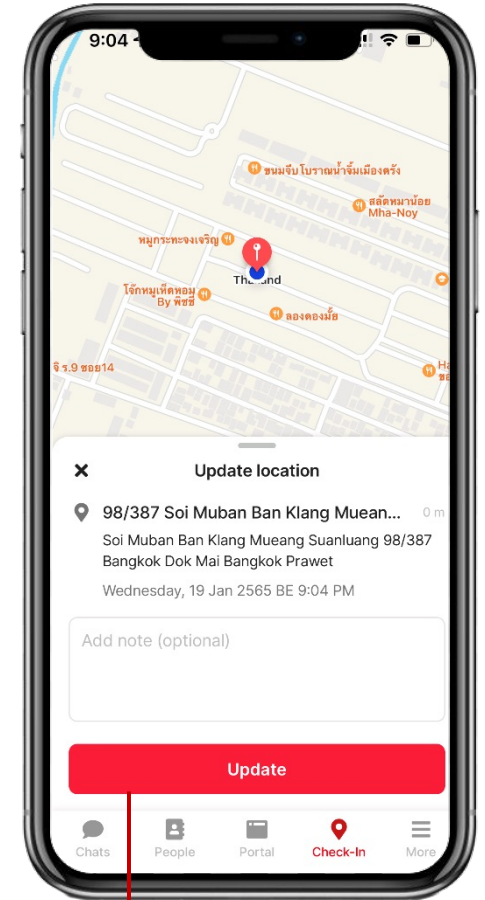 9:04
ขนมจีบโบราณน้ำจิ้มเมืองตรัง
สลัดหมาน้อย
Mha-Noy
หมูกระทะจงเจริญ
โจ๊กหมูเห็ดหอม
By พิซซี่
ลองดองมั้ย
ร.9 ซอย14
Update location
98/387 Soi Muban Ban Klang Muean...
0 m
Soi Muban Ban Klang Mueang Suanluang 98/387
Bangkok Dok Mai Bangkok Prawet
Wednesday, 19 Jan 2565 BE 9:04 PM
Add note (optional)
Update
Chats
People
Portal
Check-In
More